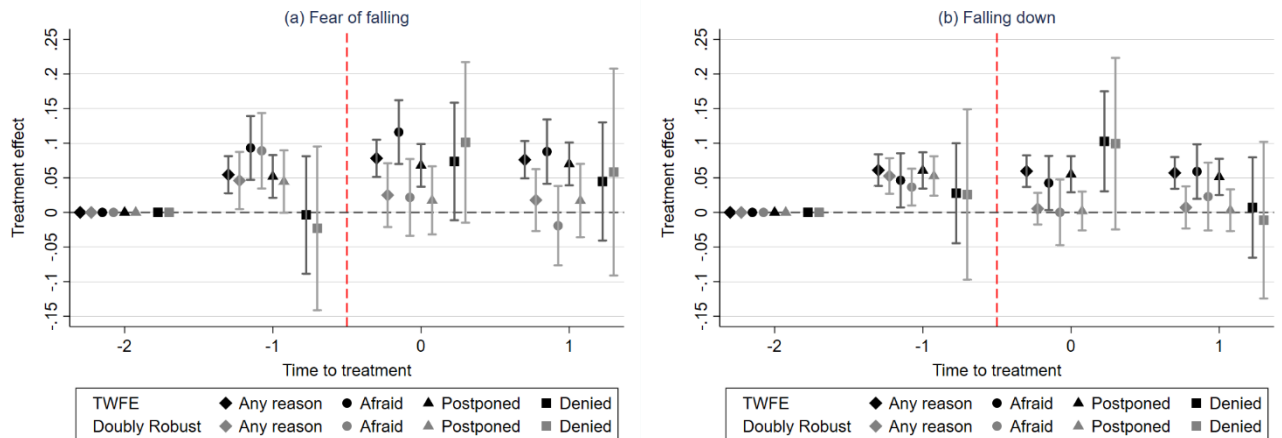 (a) Fear of falling
Treatment effect
.25
.2
.15
.1
.05
0
-.05
-.1
-.15
-2 -1 0 1
Time to treatment
TWFE Any reason Afraid Postponed Denied
Doubly Robust Any reason Afraid Postponed Denied
(b) Falling down
Treatment effect
.25
.2
.15
.1
.05
0
-.05
-.1
-.15
-2 -1 0 1
Time to treatment
TWFE Any reason Afraid Postponed Denied
Doubly Robust Any reason Afraid Postponed Denied